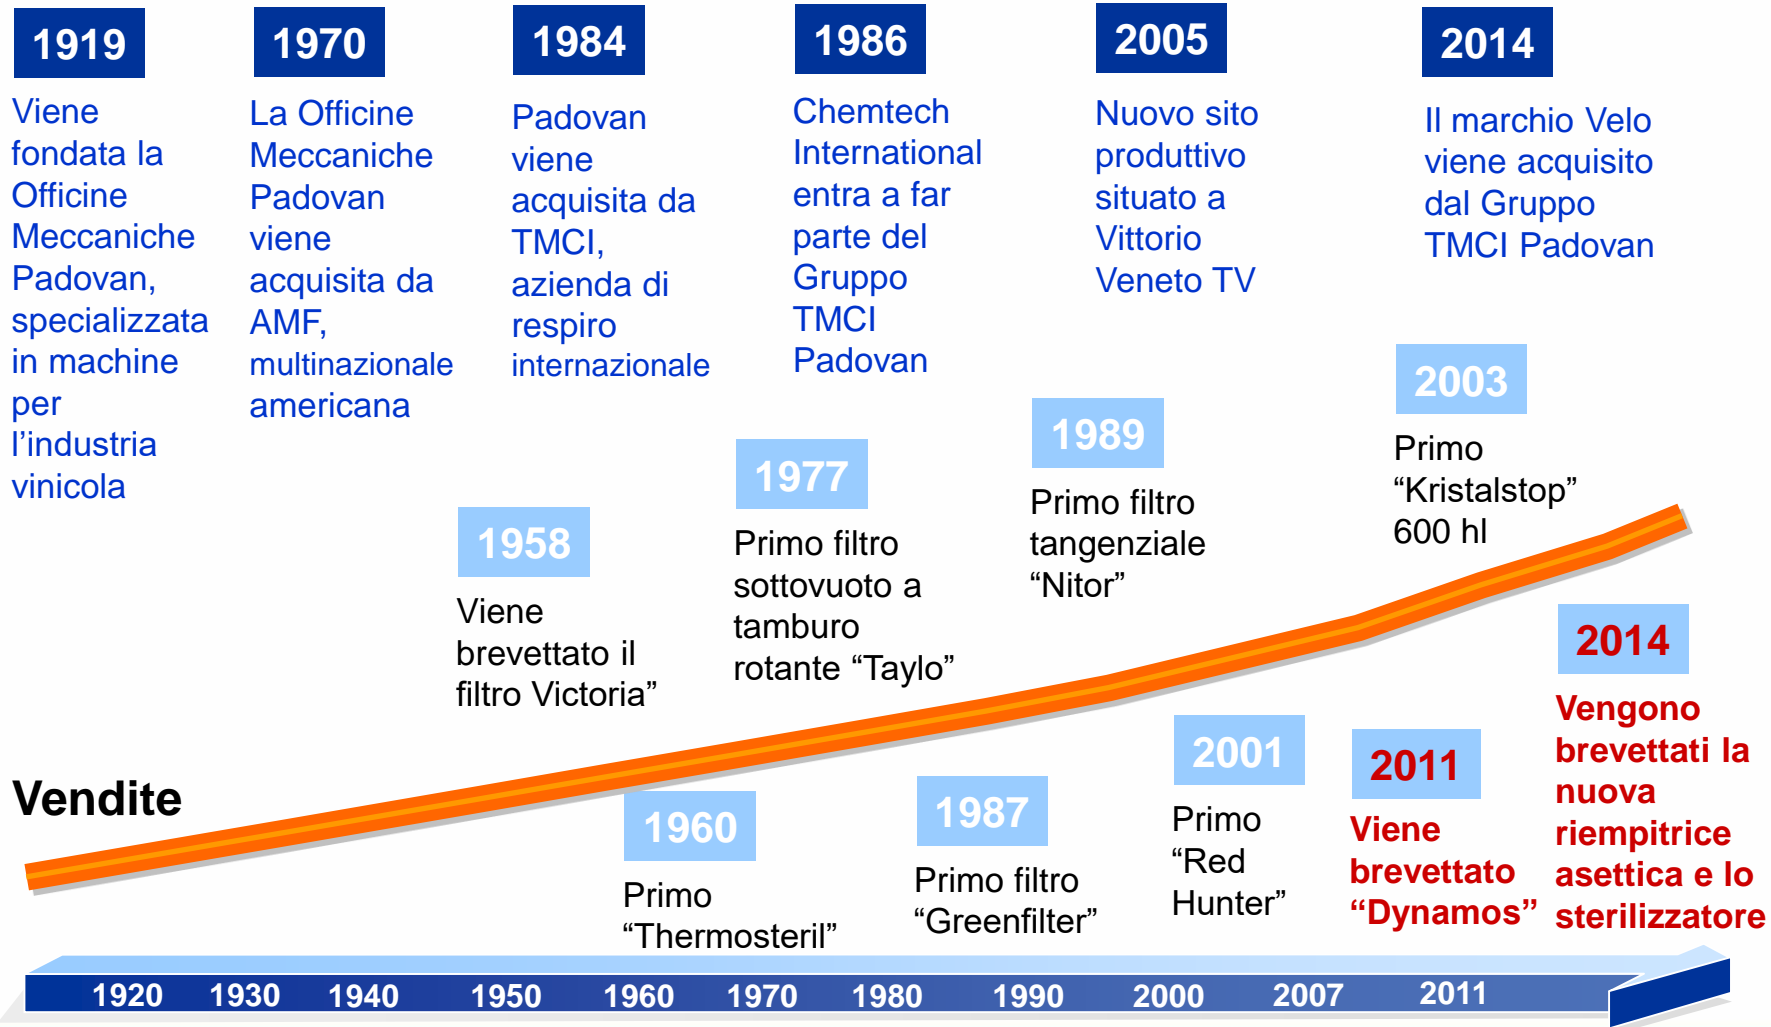 1919
Viene
fondata la
Officine
Meccaniche
Padovan,
specializzata
in machine
per
l’industria
vinicola
1970
La Officine
Meccaniche
Padovan
viene
acquisita da
AMF,
multinazionale
americana
1984
Padovan
viene
acquisita da
TMCI,
azienda di
respiro
internazionale
1986
Chemtech
International
entra a far
parte del
Gruppo
TMCI
Padovan
2005
Nuovo sito
produttivo
situato a
Vittorio
Veneto TV
2014
Il marchio Velo
viene acquisito
dal Gruppo
TMCI Padovan
1958
Viene
brevettato il
filtro Victoria”
1977
Primo filtro
sottovuoto a
tamburo
rotante “Taylo”
1989
Primo filtro
tangenziale
“Nitor”
2003
Primo
“Kristalstop”
600 hl
Vendite
1960
Primo
“Thermosteril”
1987
Primo filtro
“Greenfilter”
2001
Primo
“Red
Hunter”
2011
Viene
brevettato
“Dynamos”
2014
Vengono
brevettati la
nuova
riempitrice
asettica e lo
sterilizzatore
1920 1930 1940 1950 1960 1970 1980 1990 2000 2007 2011